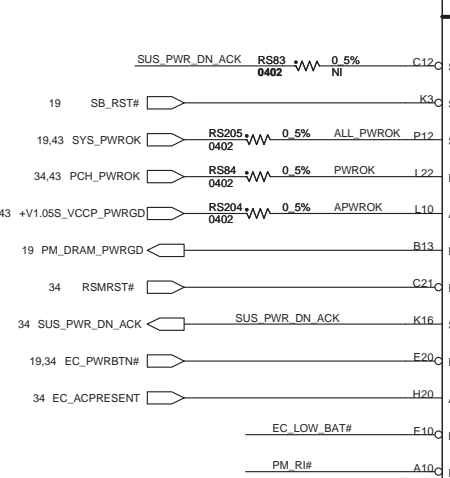 SUS_PWR_DN_ACK RS83 0_5% C12
0402 NI
19 SB_RST# K3
19,43 SYS_PWROK RS205 0_5% ALL_PWROK P12
0402
34,43 PCH_PWROK RS84 0_5% PWROK L22
0402
43 +V1.05S_VCCP_PWRGD RS204 0_5% APWROK L10
0402
19 PM_DRAM_PWRGD B13
34 RSMRST# C21
34 SUS_PWR_DN_ACK SUS_PWR_DN_ACK K16
19,34 EC_PWRBTN# E20
34 EC_ACPRESENT H20
EC_LOW_BAT# E10
PM_RI# A10